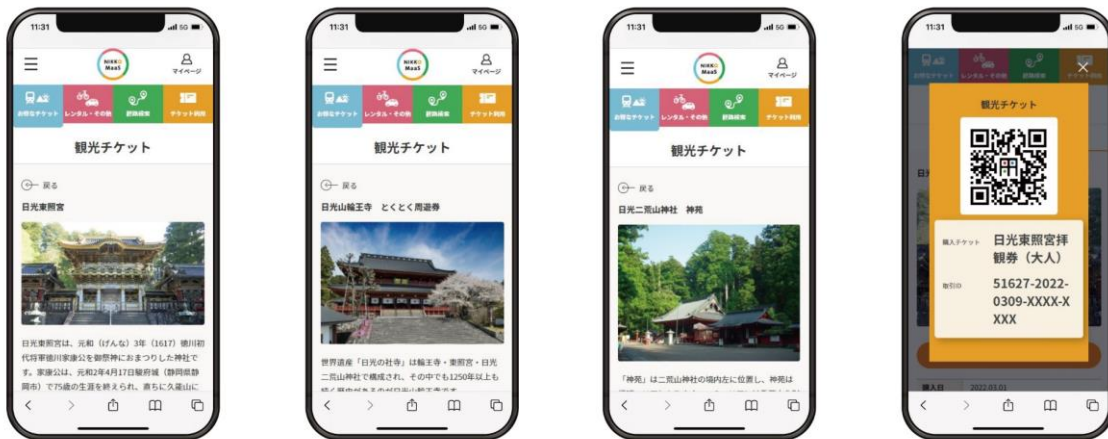 11:31
5G
NIKKO
MaaS
マイページ
お得なチケット
レンタル・その他
経路検索
チケット利用
観光チケット
戻る
日光東照宮
日光東照宮は、元和（げんな）3年（1617）徳川初
代将軍徳川家康公を御祭神におまつりした神社で
す。家康公は、元和2年4月17日駿府城（静岡県静
岡市）で75歳の生涯を終えられ、直ちに久能山に
11:31
5G
NIKKO
MaaS
マイページ
お得なチケット
レンタル・その他
経路検索
チケット利用
観光チケット
戻る
日光山輪王寺 とくとく周遊券
世界遺産「日光の社寺」は輪王寺・東照宮・日光
二荒山神社で構成され、その中でも1250年以上も
11:31
5G
NIKKO
MaaS
マイページ
お得なチケット
レンタル・その他
経路検索
チケット利用
観光チケット
戻る
日光二荒山神社 神苑
「神苑」は二荒山神社の境内左に位置し、神苑は
11:31
5G
観光チケット
購入チケット
日光東照宮拝
観券（大人）
取引ID
51627-2022-
0309-XXXX-X
XXX
購入日
2022.03.01